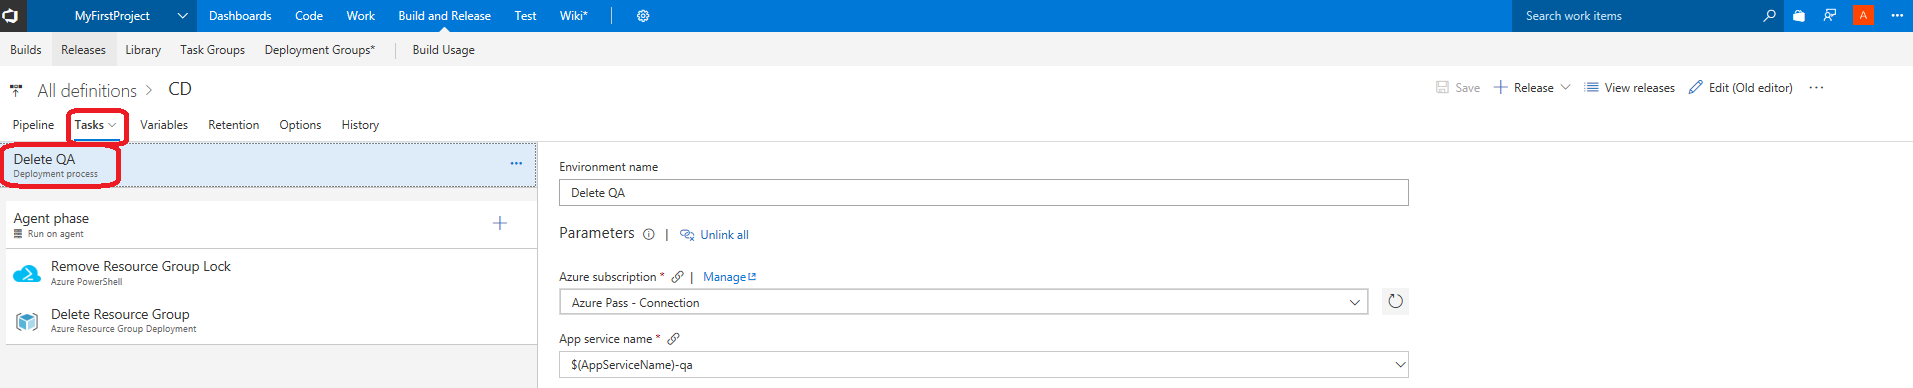 MyFirstProject Dashboards Code Work Build and Release Test Wiki* Search work items A
Builds Releases Library Task Groups Deployment Groups* Build Usage
All definitions > CD Save Release View releases Edit (Old editor) ...
Pipeline Tasks Variables Retention Options History
Delete QA ...
Deployment process
Agent phase
Run on agent
Remove Resource Group Lock
Azure PowerShell
Delete Resource Group
Azure Resource Group Deployment
Environment name
Delete QA
Parameters | Unlink all
Azure subscription * | Manage
Azure Pass - Connection
App service name *
$(AppServiceName)-qa